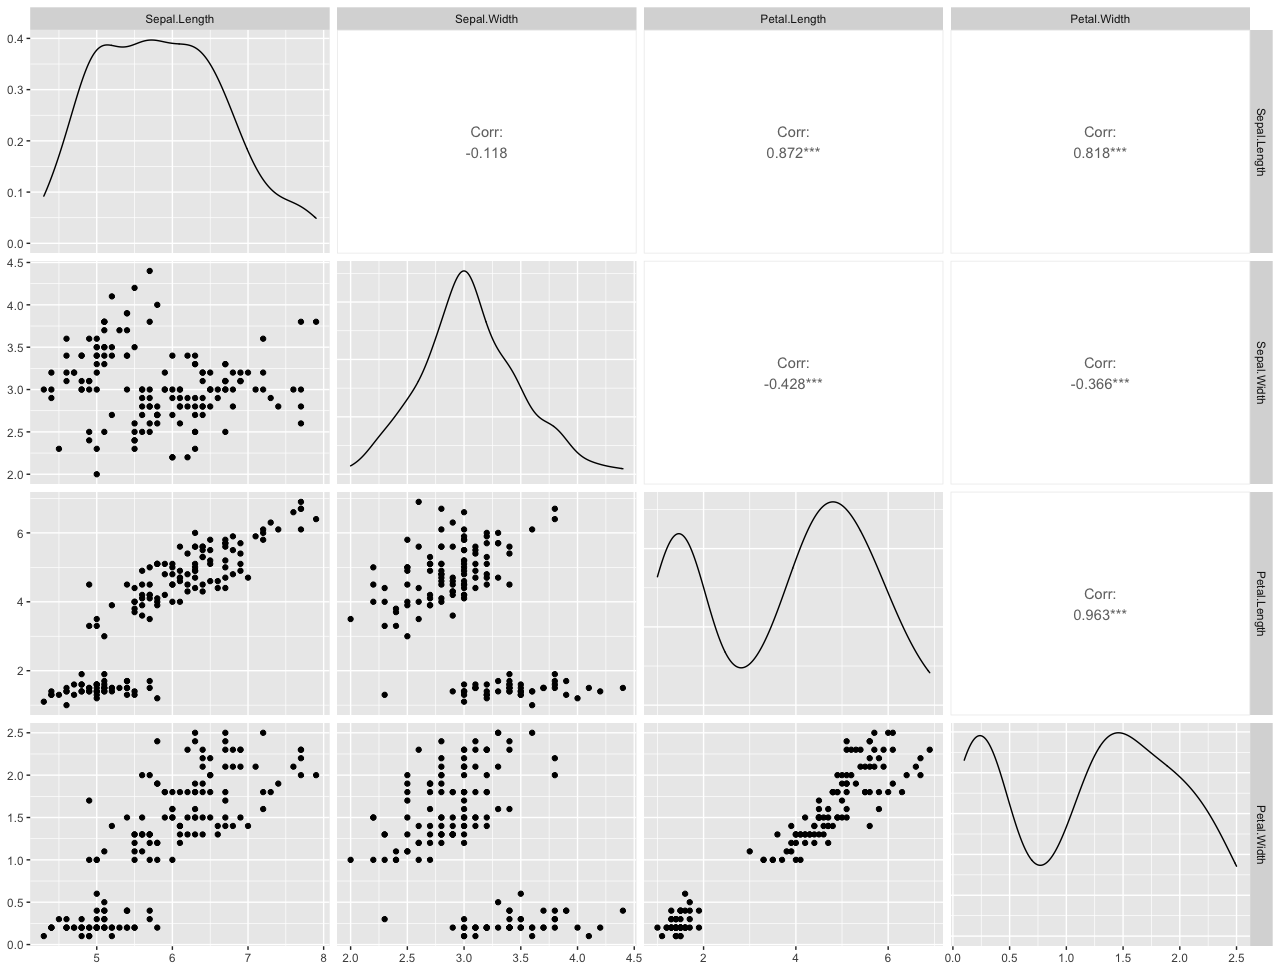 Sepal.Length
Sepal.Width
Petal.Length
Petal.Width
0.4
0.3
0.2
0.1
0.0
Corr:
-0.118
Corr:
0.872***
Corr:
0.818***
Sepal.Length
4.5
4.0
3.5
3.0
2.5
2.0
Corr:
-0.428***
Corr:
-0.366***
Sepal.Width
6
4
2
Corr:
0.963***
Petal.Length
2.5
2.0
1.5
1.0
0.5
0.0
Petal.Width
5 6 7 8
2.0 2.5 3.0 3.5 4.0 4.5
2 4 6
0.0 0.5 1.0 1.5 2.0 2.5